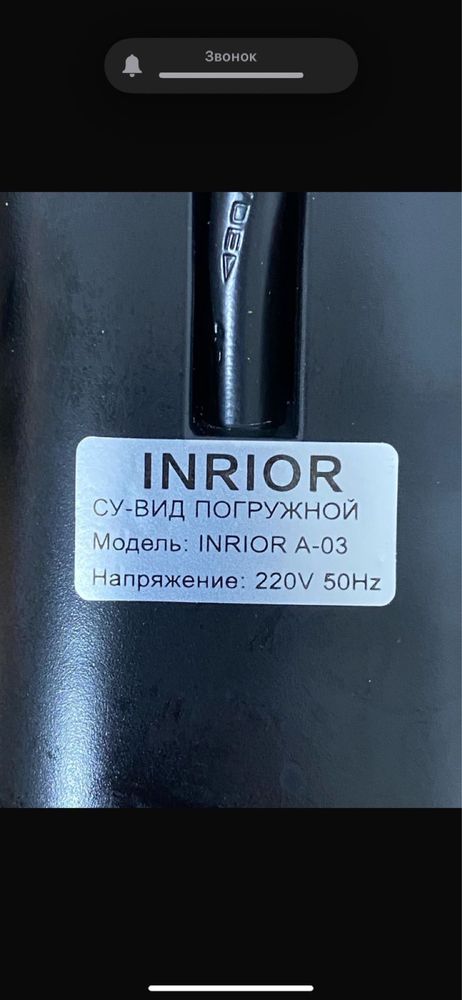 Звонок
INRIOR
СУ-ВИД ПОГРУЖНОЙ
Модель: INRIOR A-03
Напряжение: 220V 50Hz